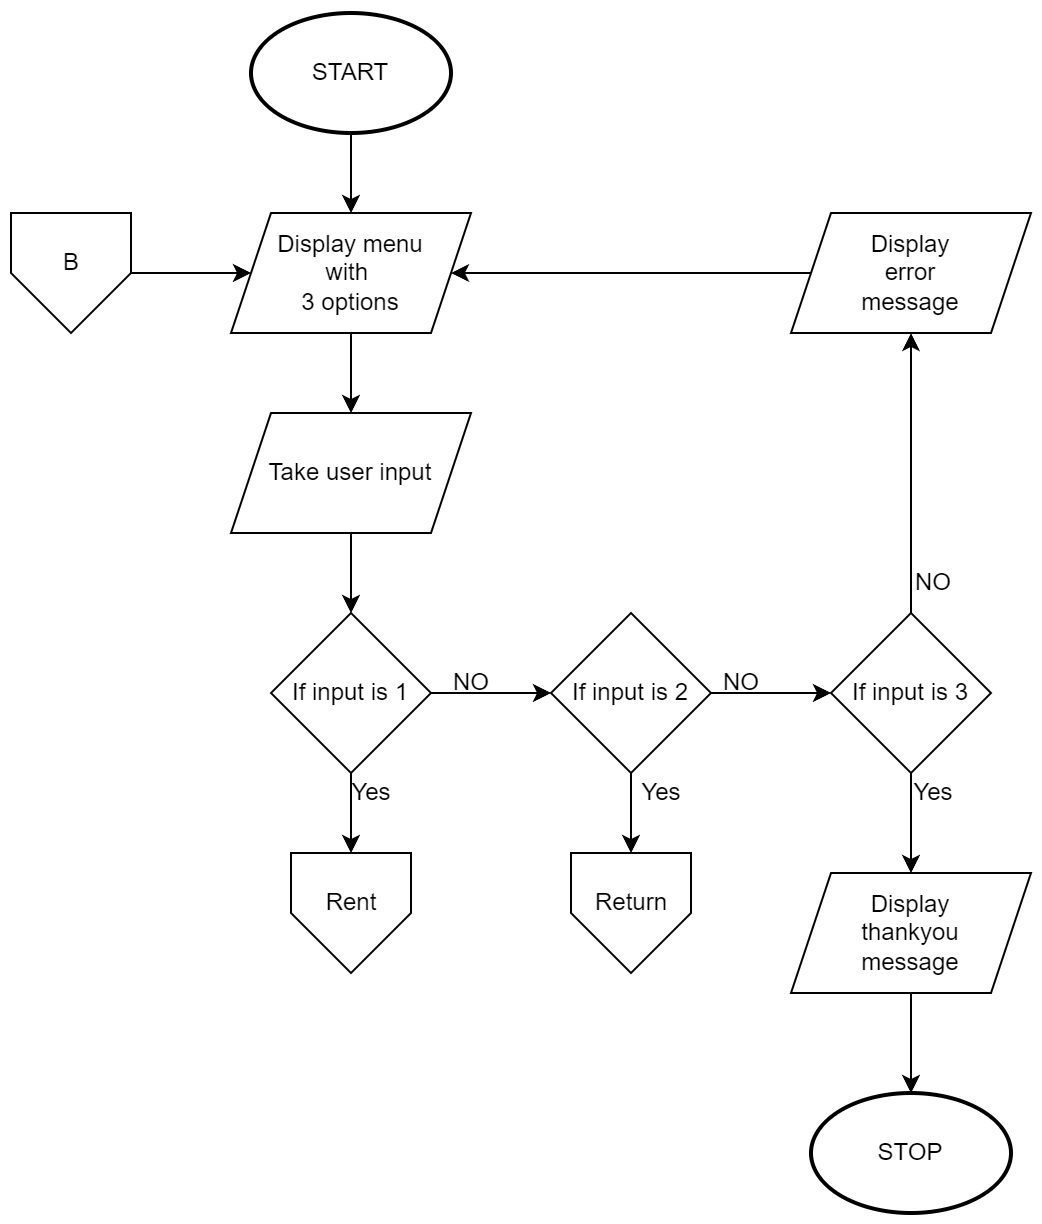 START
B
Display menu
with
3 options
Display
error
message
Take user input
NO
If input is 1
NO
If input is 2
NO
If input is 3
Yes
Yes
Yes
Rent
Return
Display
thankyou
message
STOP